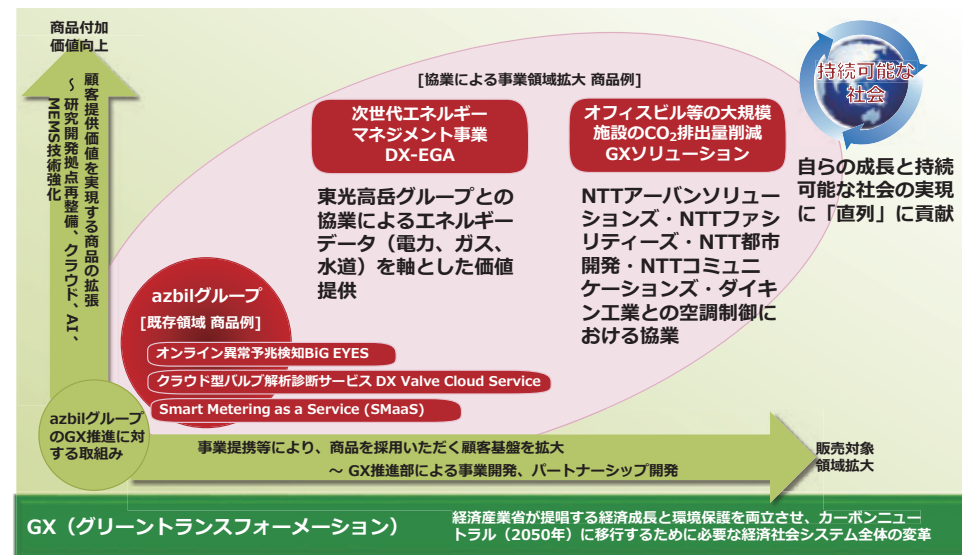 商品付加
価値向上
顧客提供価値を実現する商品の拡張
～ 研究開発拠点再整備、クラウド、AI、
MEMS技術強化
[協業による事業領域拡大 商品例]
次世代エネルギー
マネジメント事業
DX-EGA
東光高岳グループとの
協業によるエネルギー
データ（電力、ガス、
水道）を軸とした価値
提供
オフィスビル等の大規模
施設のCO₂排出量削減
GXソリューション
NTTアーバンソリュー
ションズ・NTTファシ
リティーズ・NTT都市
開発・NTTコミュニ
ケーションズ・ダイキ
ン工業との空調制御に
おける協業
持続可能な
社会
自らの成長と持続
可能な社会の実現
に「直列」に貢献
azbilグループ
[既存領域 商品例]
オンライン異常予兆検知BiG EYES
クラウド型バルブ解析診断サービス DX Valve Cloud Service
Smart Metering as a Service (SMaaS)
azbilグループ
のGX推進に対
する取組み
事業提携等により、商品を採用いただく顧客基盤を拡大
～ GX推進部による事業開発、パートナーシップ開発
販売対象
領域拡大
GX（グリーントランスフォーメーション）
経済産業省が提唱する経済成長と環境保護を両立させ、カーボンニュー
トラル（2050年）に移行するために必要な経済社会システム全体の変革